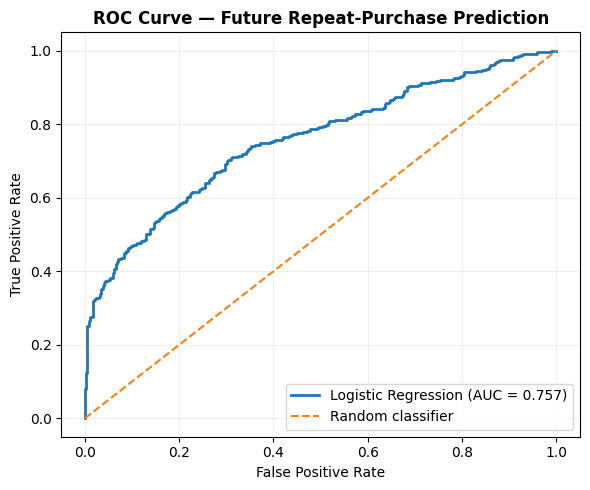 ROC Curve — Future Repeat-Purchase Prediction
True Positive Rate
1.0
0.8
0.6
0.4
0.2
0.0
Logistic Regression (AUC = 0.757)
Random classifier
0.0 0.2 0.4 0.6 0.8 1.0
False Positive Rate